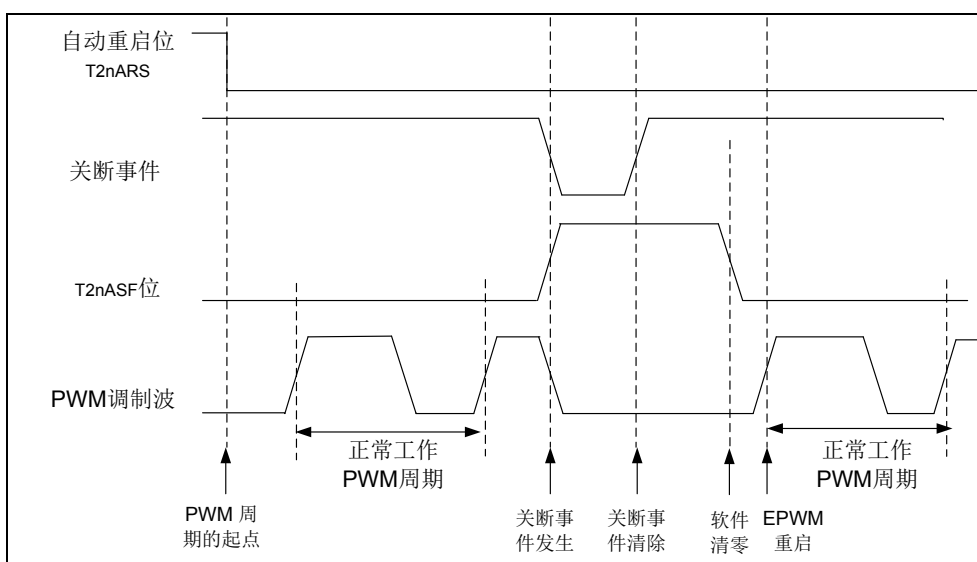 自动重启位
T2nARS
关断事件
T2nASF位
PWM调制波
正常工作
PWM周期
正常工作
PWM周期
PWM 周
期的起点
关断事
件发生
关断事
件清除
软件
清零
EPWM
重启